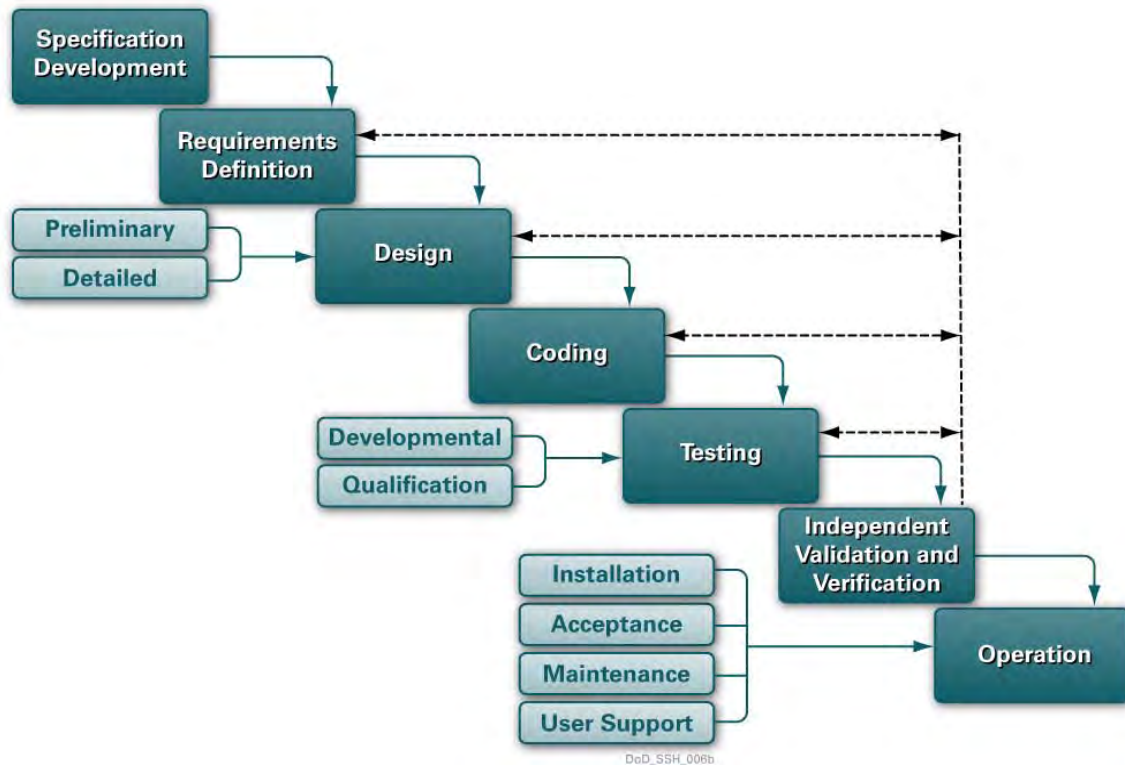 Specification
Development
Requirements
Definition
Preliminary
Detailed
Design
Coding
Developmental
Qualification
Testing
Independent
Validation and
Verification
Installation
Acceptance
Maintenance
User Support
Operation
DoD_SSH_006b